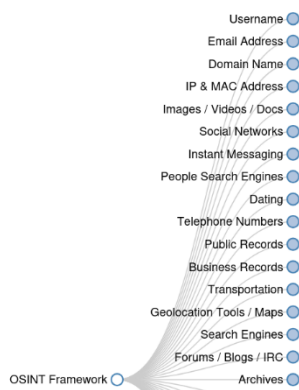 Username
Email Address
Domain Name
IP & MAC Address
Images / Videos / Docs
Social Networks
Instant Messaging
People Search Engines
Dating
Telephone Numbers
Public Records
Business Records
Transportation
Geolocation Tools / Maps
Search Engines
Forums / Blogs / IRC
OSINT Framework
Archives